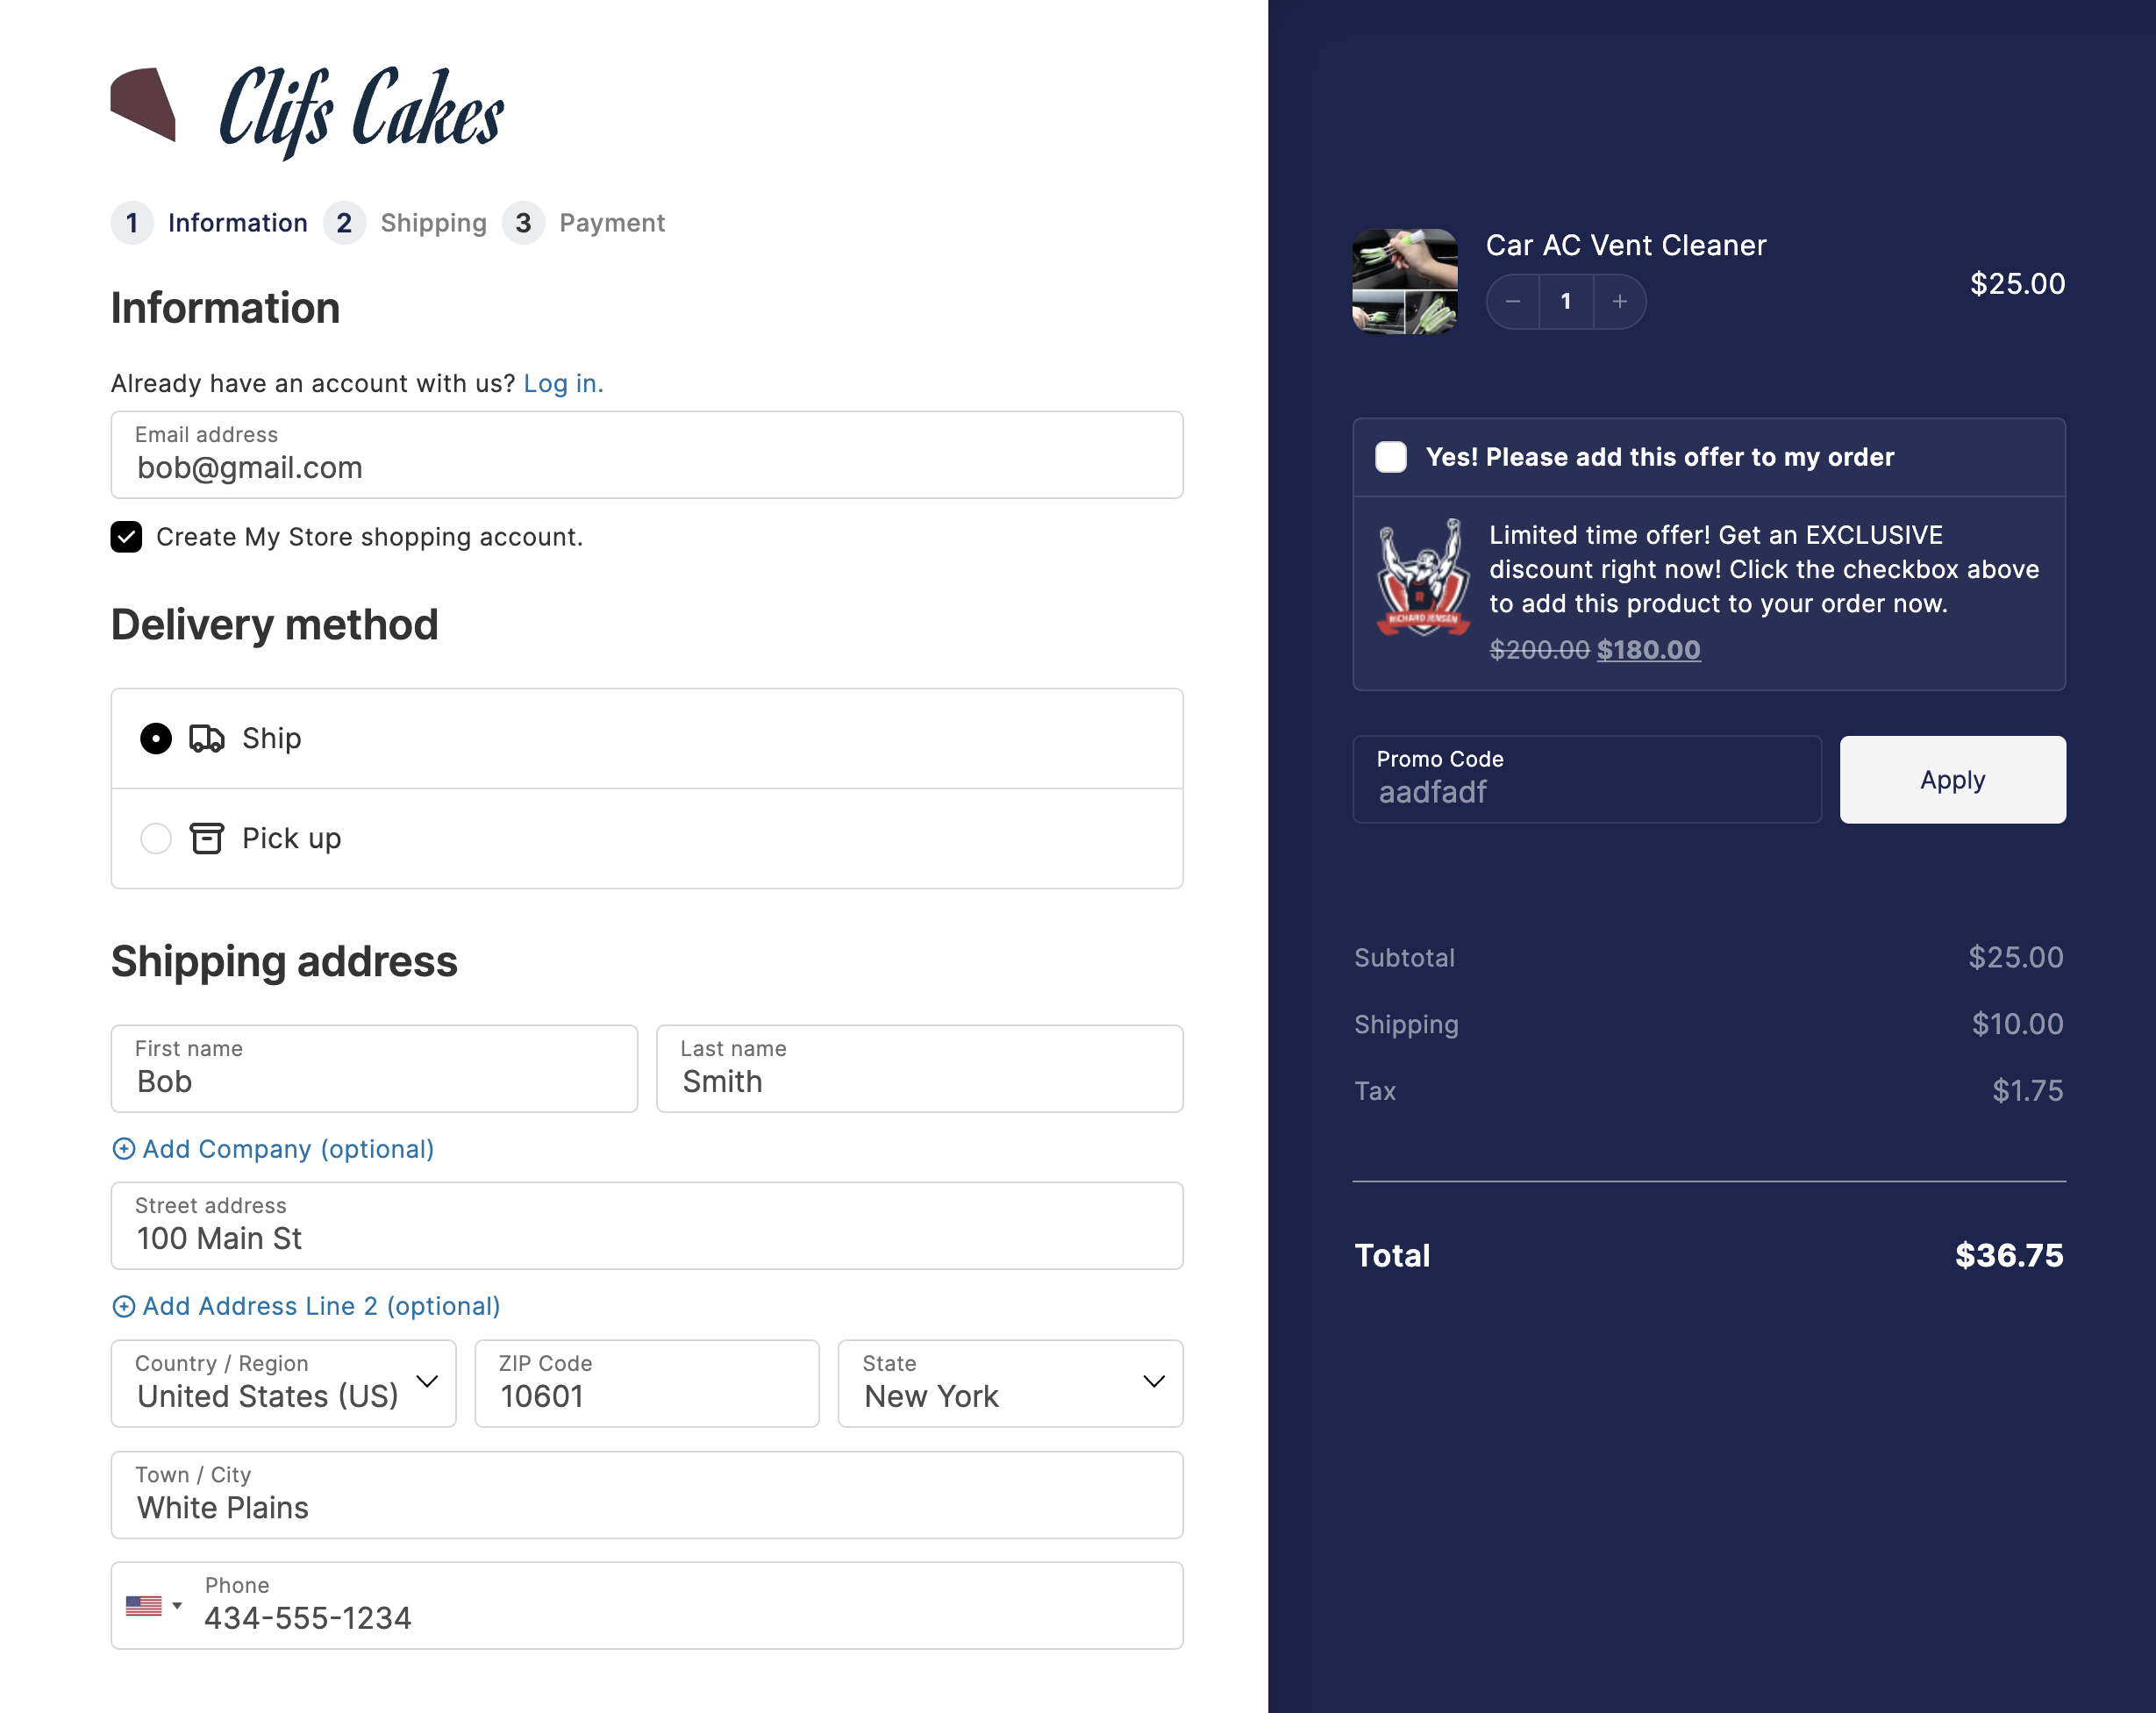 Clifs Cakes
1 Information 2 Shipping 3 Payment
Information
Already have an account with us? Log in.
Email address
bob@gmail.com
Create My Store shopping account.
Delivery method
Ship
Pick up
Shipping address
First name
Bob
Last name
Smith
Add Company (optional)
Street address
100 Main St
Add Address Line 2 (optional)
Country / Region
United States (US)
ZIP Code
10601
State
New York
Town / City
White Plains
Phone
434-555-1234
Car AC Vent Cleaner
− 1 +
$25.00
Yes! Please add this offer to my order
R
RICHARD JENSEN
Limited time offer! Get an EXCLUSIVE
discount right now! Click the checkbox above
to add this product to your order now.
$200.00 $180.00
Promo Code
aadfadf
Apply
Subtotal $25.00
Shipping $10.00
Tax $1.75
Total $36.75